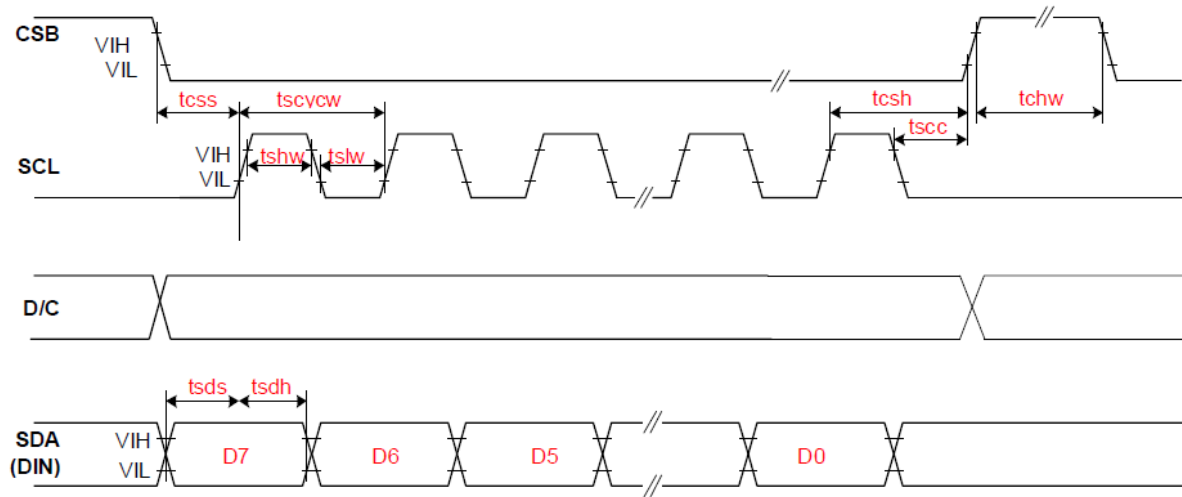 CSB
VIH
VIL
tcss
tscycw
tcsh
tchw
tscc
SCL
VIH
VIL
tshw
tslw
D/C
tsds
tsdh
SDA
(DIN)
VIH
VIL
D7
D6
D5
D0